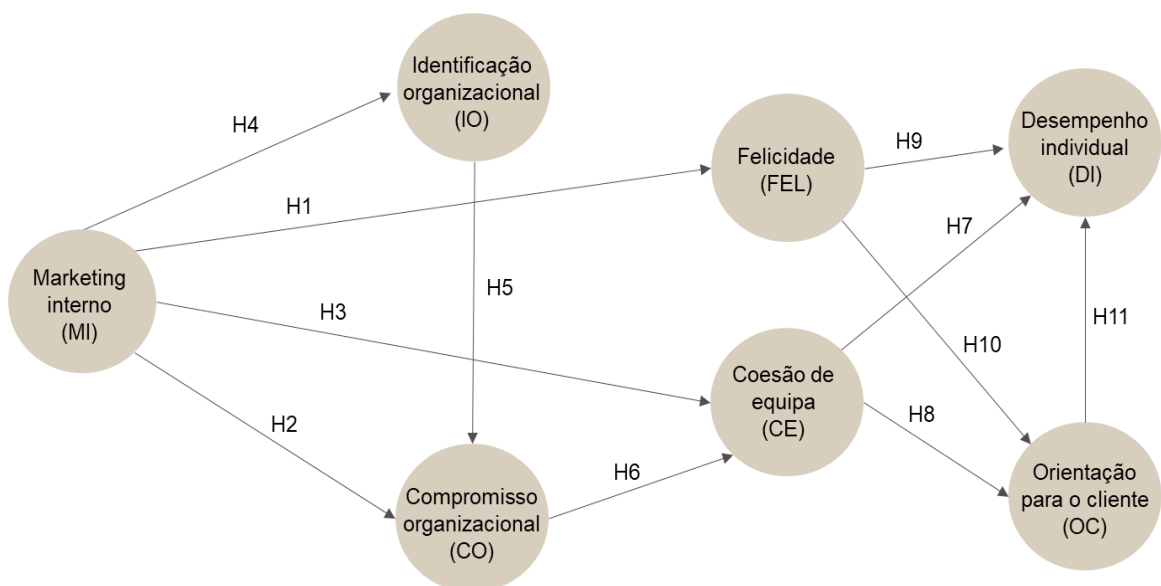 Identificação
organizacional
(IO)
Desempenho
individual
(DI)
H4
H9
Felicidade
(FEL)
H1
H7
Marketing
interno
(MI)
H5
H3
H11
H10
Coesão de
equipa
(CE)
H2
H8
H6
Compromisso
organizacional
(CO)
Orientação
para o cliente
(OC)